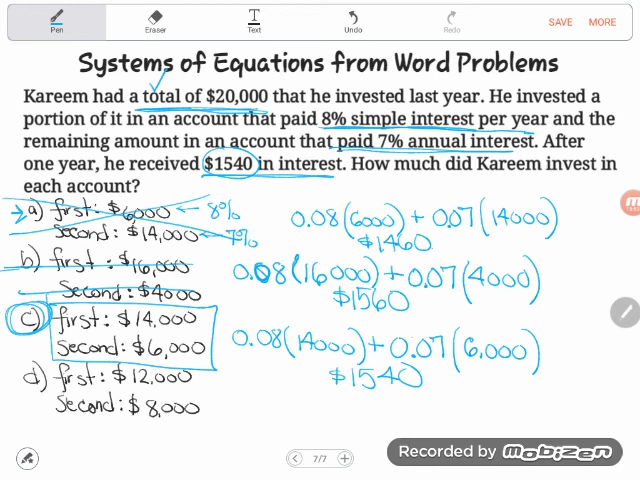 Pen
Eraser
Text
Undo
Redo
SAVE
MORE
Systems of Equations from Word Problems
Kareem had a total of $20,000 that he invested last year. He invested a
portion of it in an account that paid 8% simple interest per year and the
remaining amount in an account that paid 7% annual interest. After
one year, he received $1540 in interest. How much did Kareem invest in
each account?
a) first: $6000 ← 8%
Second: $14,000 ← 7%
b) first: $16,000
Second: $4000
c) first: $14,000
Second: $6,000
d) first: $12,000
Second: $8,000
0.08(6000) + 0.07(14000)
$1460
0.08(16000) + 0.07(4000)
$1560
0.08(14000) + 0.07(6,000)
$1540
7/7
Recorded by mobizen